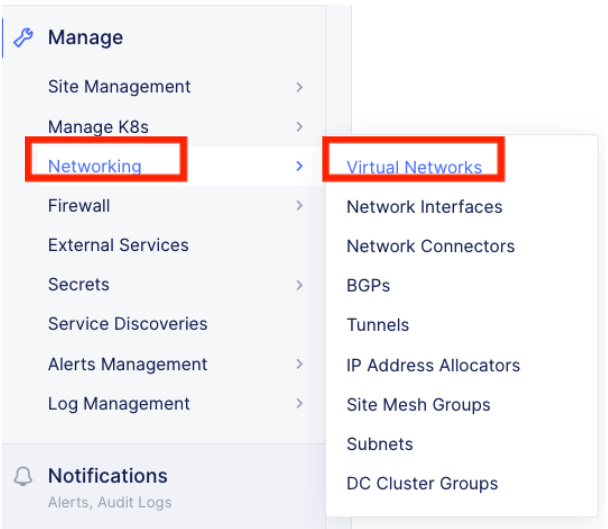 Manage
Site Management
Manage K8s
Networking
Firewall
External Services
Secrets
Service Discoveries
Alerts Management
Log Management
Notifications
Alerts, Audit Logs
Virtual Networks
Network Interfaces
Network Connectors
BGPs
Tunnels
IP Address Allocators
Site Mesh Groups
Subnets
DC Cluster Groups